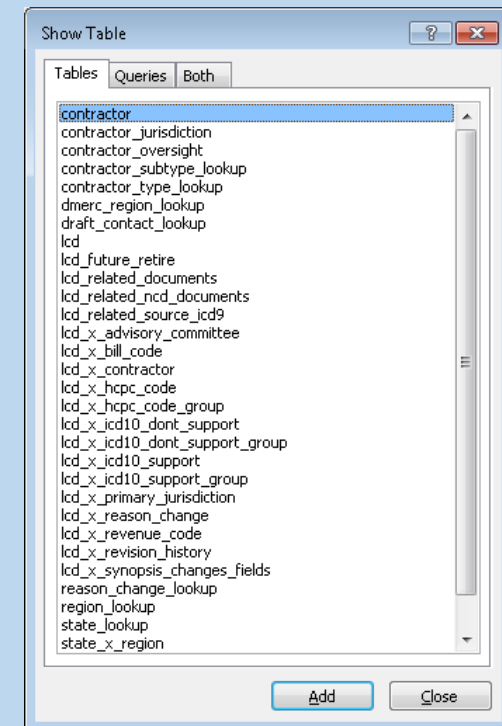 Show Table
Tables Queries Both
contractor
contractor_jurisdiction
contractor_oversight
contractor_subtype_lookup
contractor_type_lookup
dmerc_region_lookup
draft_contact_lookup
lcd
lcd_future_retire
lcd_related_documents
lcd_related_ncd_documents
lcd_related_source_icd9
lcd_x_advisory_committee
lcd_x_bill_code
lcd_x_contractor
lcd_x_hcpc_code
lcd_x_hcpc_code_group
lcd_x_icd10_dont_support
lcd_x_icd10_dont_support_group
lcd_x_icd10_support
lcd_x_icd10_support_group
lcd_x_primary_jurisdiction
lcd_x_reason_change
lcd_x_revenue_code
lcd_x_revision_history
lcd_x_synopsis_changes_fields
reason_change_lookup
region_lookup
state_lookup
state_x_region
Add Close